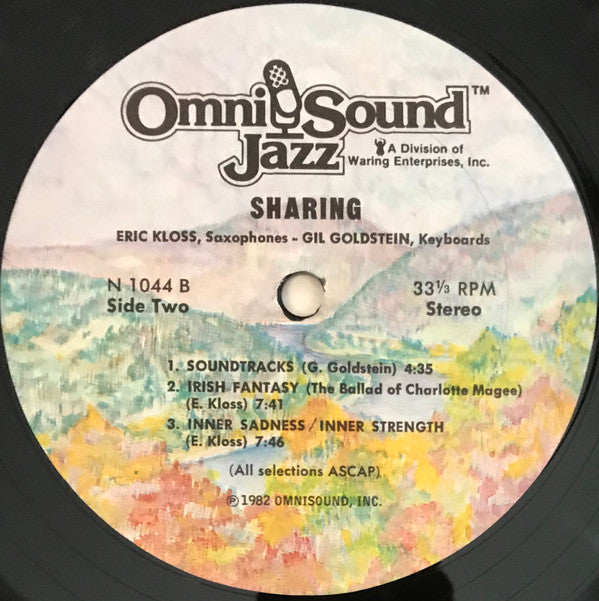 OmniSound™
Jazz
A Division of
Waring Enterprises, Inc.
SHARING
ERIC KLOSS, Saxophones - GIL GOLDSTEIN, Keyboards
N 1044 B
Side Two
33⅓ RPM
Stereo
1. SOUNDTRACKS (G. Goldstein) 4:35
2. IRISH FANTASY (The Ballad of Charlotte Magee)
(E. Kloss) 7:41
3. INNER SADNESS/INNER STRENGTH
(E. Kloss) 7:46
(All selections ASCAP)
℗1982 OMNISOUND, INC.